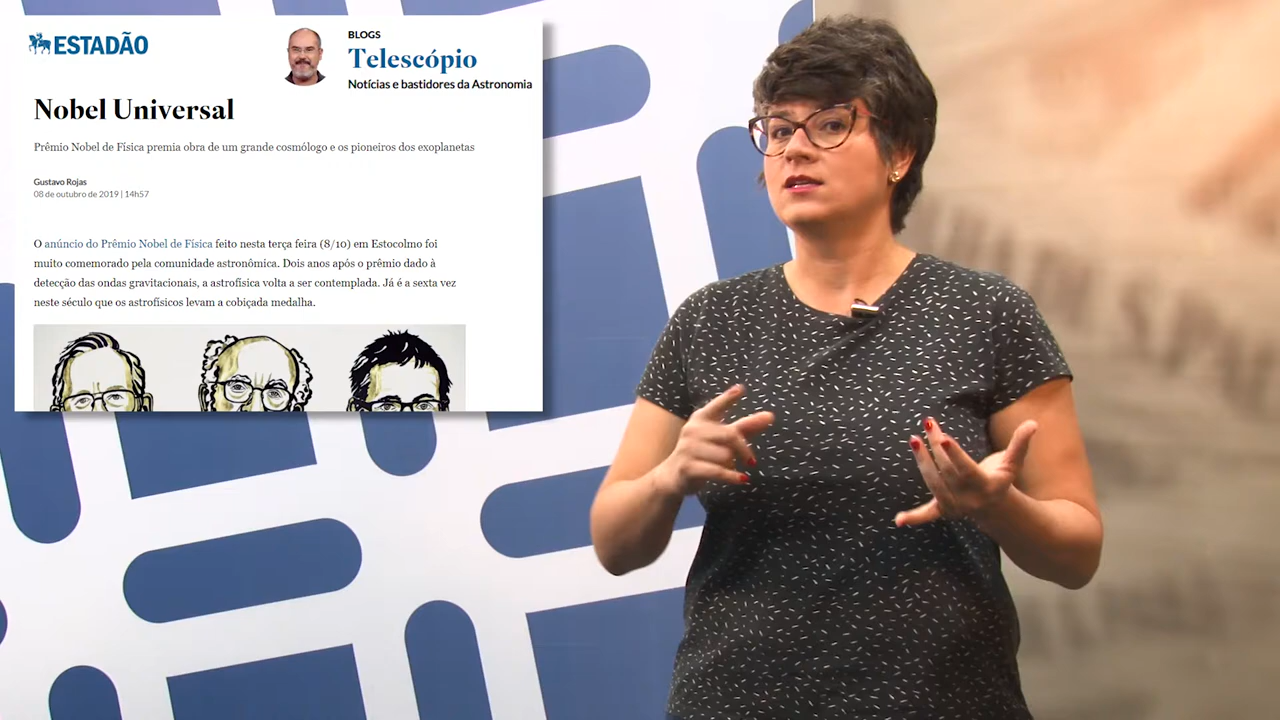 ESTADÃO
BLOGS
Telescópio
Notícias e bastidores da Astronomia
Nobel Universal
Prêmio Nobel de Física premia obra de um grande cosmólogo e os pioneiros dos exoplanetas
Gustavo Rojas
08 de outubro de 2019 | 14h57
O anúncio do Prêmio Nobel de Física feito nesta terça feira (8/10) em Estocolmo foi
muito comemorado pela comunidade astronômica. Dois anos após o prêmio dado à
detecção das ondas gravitacionais, a astrofísica volta a ser contemplada. Já é a sexta vez
neste século que os astrofísicos levam a cobiçada medalha.